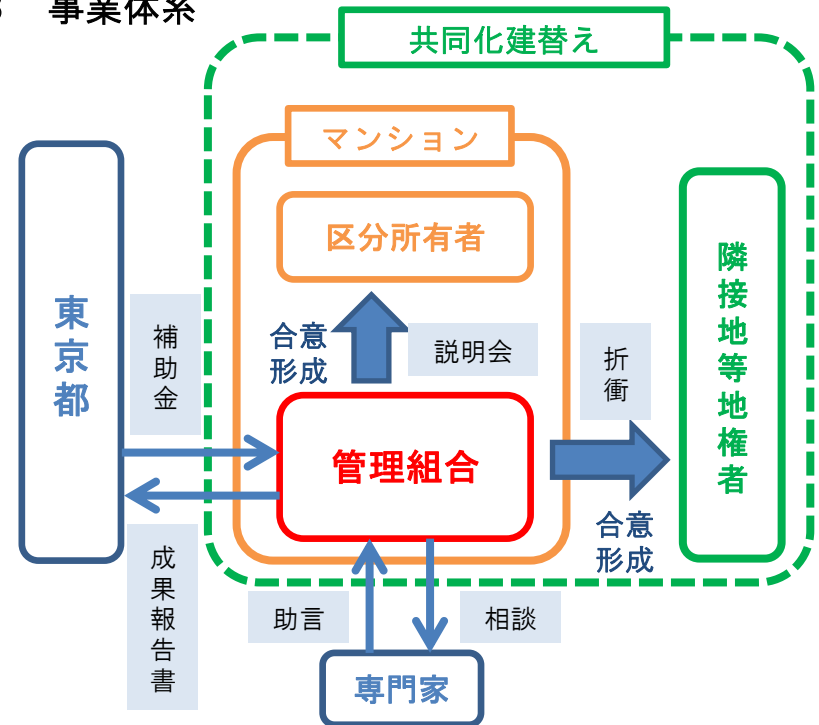 事業体系
共同化建替え
マンション
区分所有者
東京都
補助金
合意
形成
説明会
折衝
隣接地等地権者
管理組合
合意
形成
成果報告書
助言
相談
専門家